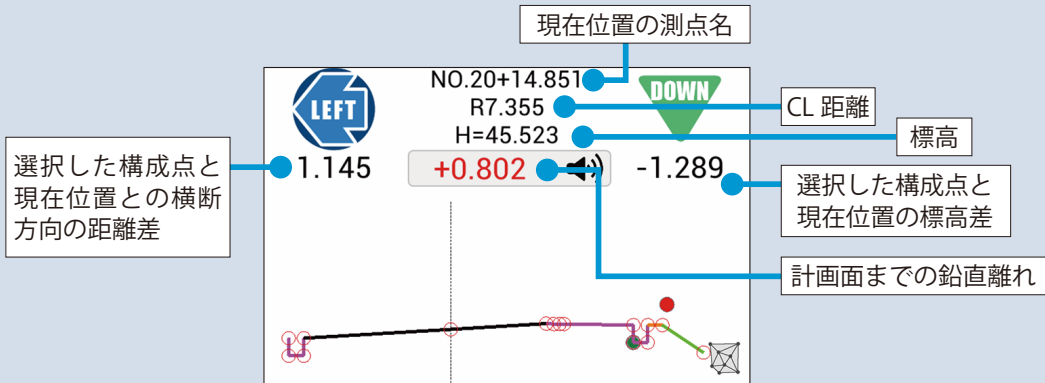 現在位置の測点名
NO.20+14.851
R7.355
H=45.523
LEFT
DOWN
CL 距離
標高
1.145
+0.802
-1.289
選択した構成点と
現在位置との横断
方向の距離差
選択した構成点と
現在位置の標高差
計画面までの鉛直離れ